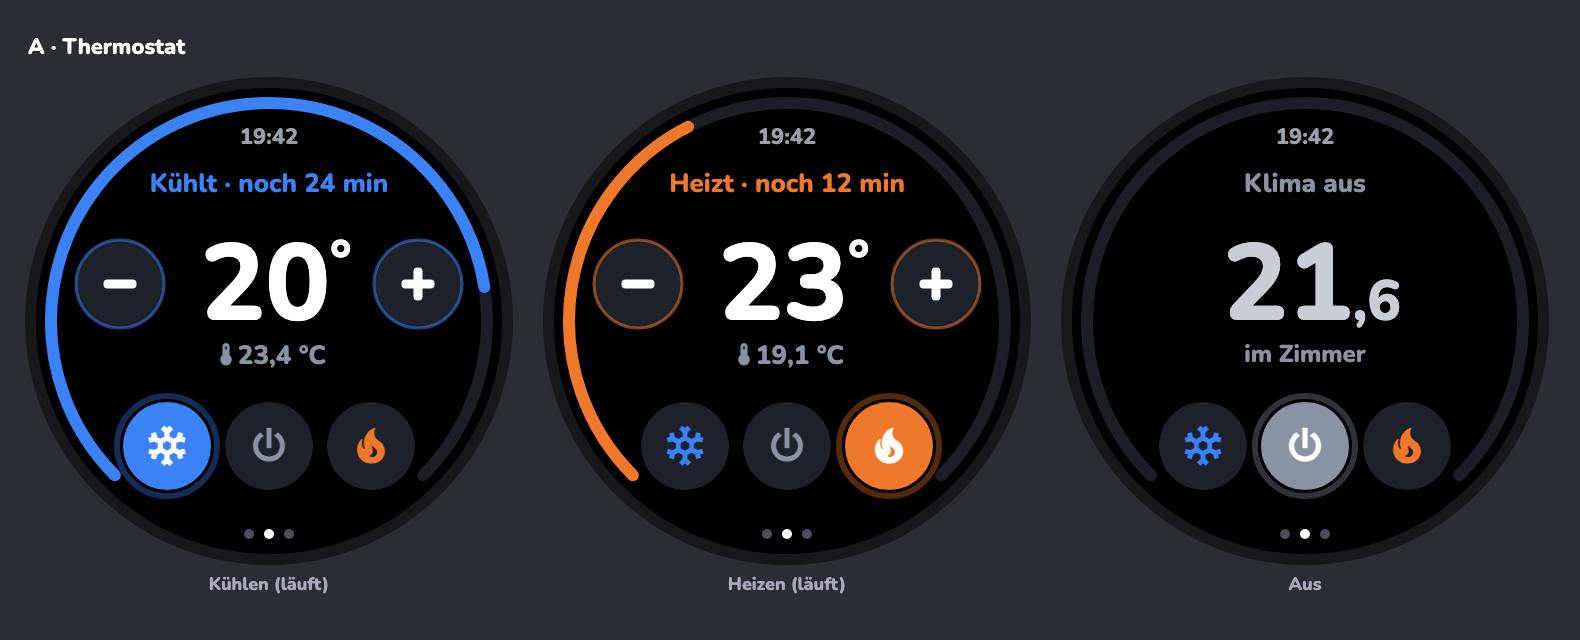 A · Thermostat
19:42
Kühlt · noch 24 min
20°
23,4 °C
Kühlen (läuft)
19:42
Heizt · noch 12 min
23°
19,1 °C
Heizen (läuft)
19:42
Klima aus
21,6
im Zimmer
Aus